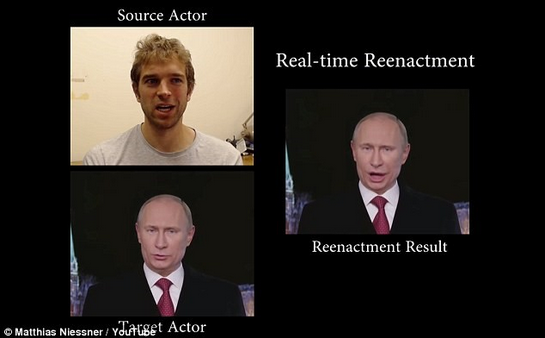 Source Actor
Real-time Reenactment
Reenactment Result
Target Actor
© Matthias Niessner / YouTube